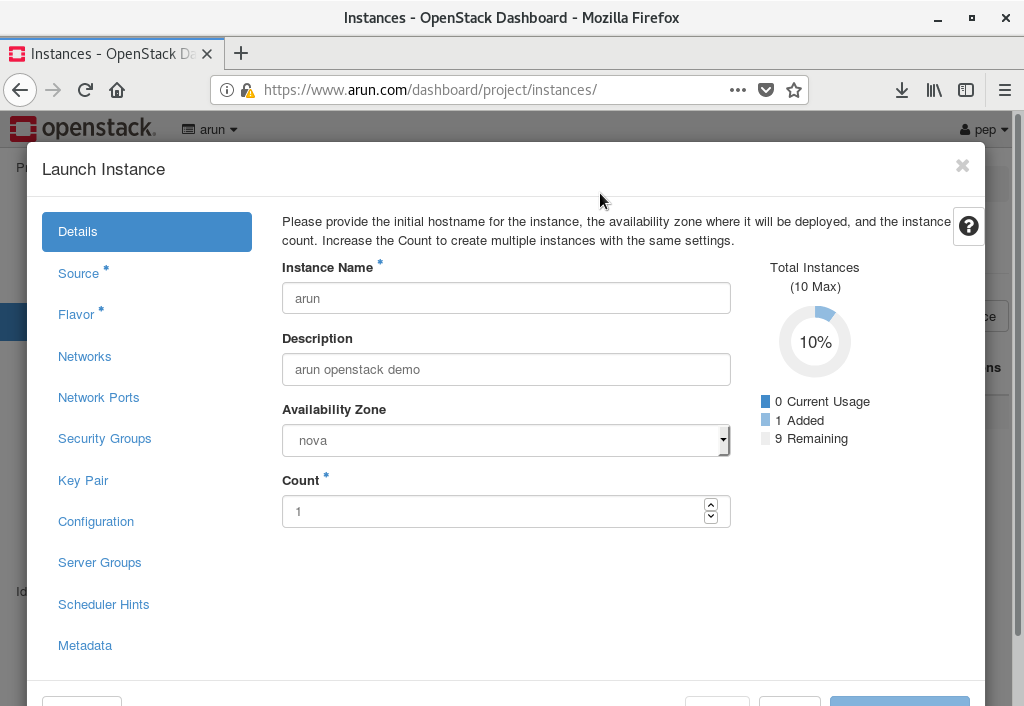 Instances - OpenStack Dashboard - Mozilla Firefox
Instances - OpenStack Da
https://www.arun.com/dashboard/project/instances/
openstack.
arun
pep
Launch Instance
Details
Source *
Flavor *
Networks
Network Ports
Security Groups
Key Pair
Configuration
Server Groups
Scheduler Hints
Metadata
Please provide the initial hostname for the instance, the availability zone where it will be deployed, and the instance
count. Increase the Count to create multiple instances with the same settings.
Instance Name *
arun
Description
arun openstack demo
Availability Zone
nova
Count *
1
Total Instances
(10 Max)
10%
0 Current Usage
1 Added
9 Remaining